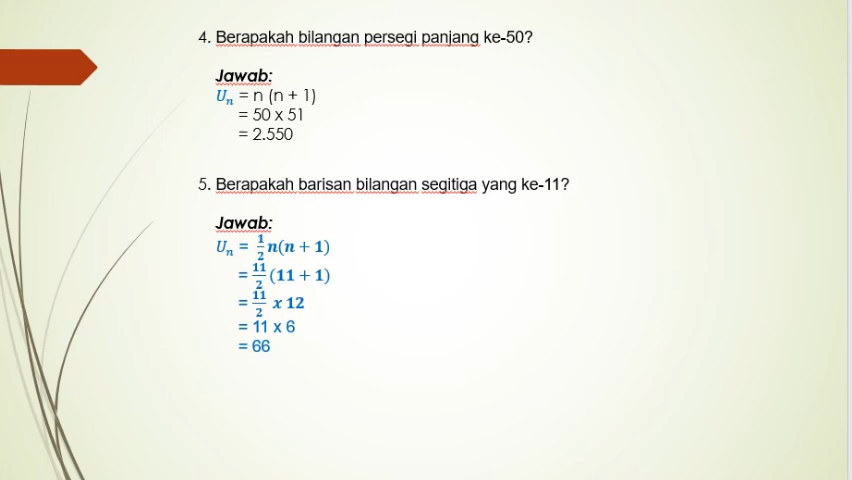 4. Berapakah bilangan persegi panjang ke-50?
Jawab:
Uₙ = n (n + 1)
= 50 x 51
= 2.550
5. Berapakah barisan bilangan segitiga yang ke-11?
Jawab:
Uₙ = 1/2 n(n + 1)
= 11/2 (11 + 1)
= 11/2 x 12
= 11 x 6
= 66